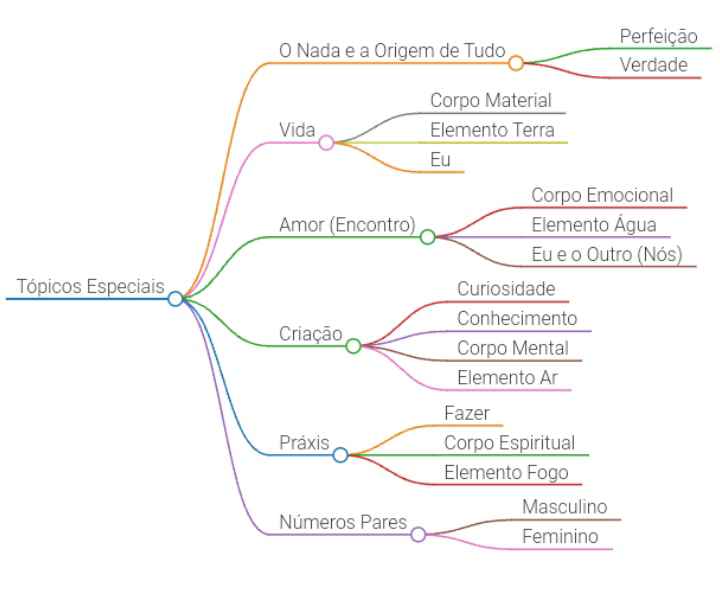 Tópicos Especiais
O Nada e a Origem de Tudo
Perfeição
Verdade
Vida
Corpo Material
Elemento Terra
Eu
Amor (Encontro)
Corpo Emocional
Elemento Água
Eu e o Outro (Nós)
Criação
Curiosidade
Conhecimento
Corpo Mental
Elemento Ar
Práxis
Fazer
Corpo Espiritual
Elemento Fogo
Números Pares
Masculino
Feminino